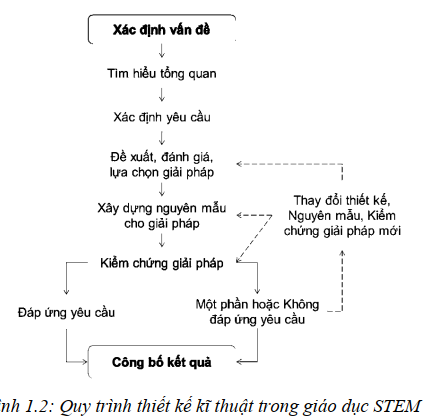 Xác định vấn đề
Tìm hiểu tổng quan
Xác định yêu cầu
Đề xuất, đánh giá,
lựa chọn giải pháp
Xây dựng nguyên mẫu
cho giải pháp
Thay đổi thiết kế,
Nguyên mẫu, Kiểm
chứng giải pháp mới
Kiểm chứng giải pháp
Đáp ứng yêu cầu
Một phần hoặc Không
đáp ứng yêu cầu
Công bố kết quả
ình 1.2: Quy trình thiết kế kĩ thuật trong giáo dục STEM